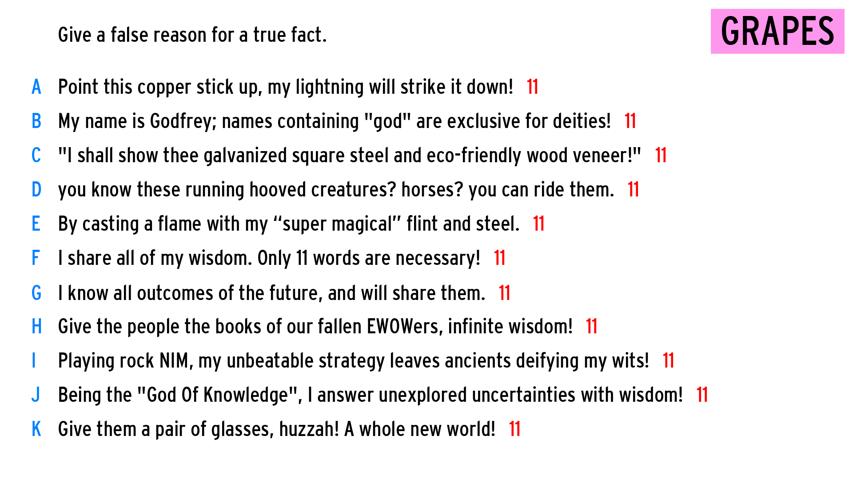 Give a false reason for a true fact.
GRAPES
A Point this copper stick up, my lightning will strike it down! 11
B My name is Godfrey; names containing "god" are exclusive for deities! 11
C "I shall show thee galvanized square steel and eco-friendly wood veneer!" 11
D you know these running hooved creatures? horses? you can ride them. 11
E By casting a flame with my “super magical” flint and steel. 11
F I share all of my wisdom. Only 11 words are necessary! 11
G I know all outcomes of the future, and will share them. 11
H Give the people the books of our fallen EWOWers, infinite wisdom! 11
I Playing rock NIM, my unbeatable strategy leaves ancients deifying my wits! 11
J Being the "God Of Knowledge", I answer unexplored uncertainties with wisdom! 11
K Give them a pair of glasses, huzzah! A whole new world! 11